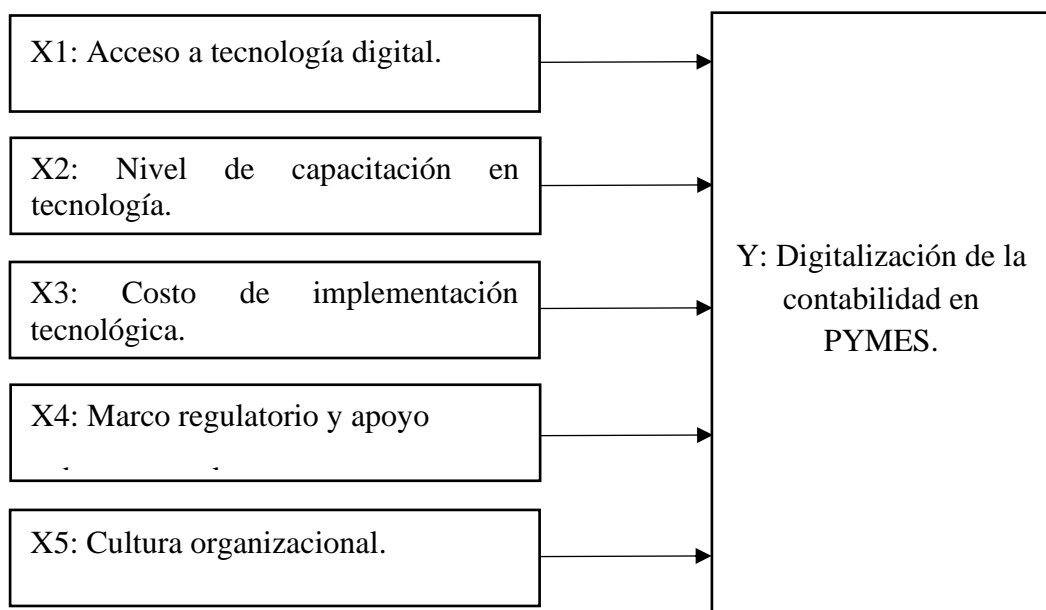 X1: Acceso a tecnología digital.
X2: Nivel de capacitación en
tecnología.
X3: Costo de implementación
tecnológica.
X4: Marco regulatorio y apoyo
X5: Cultura organizacional.
Y: Digitalización de la
contabilidad en
PYMES.